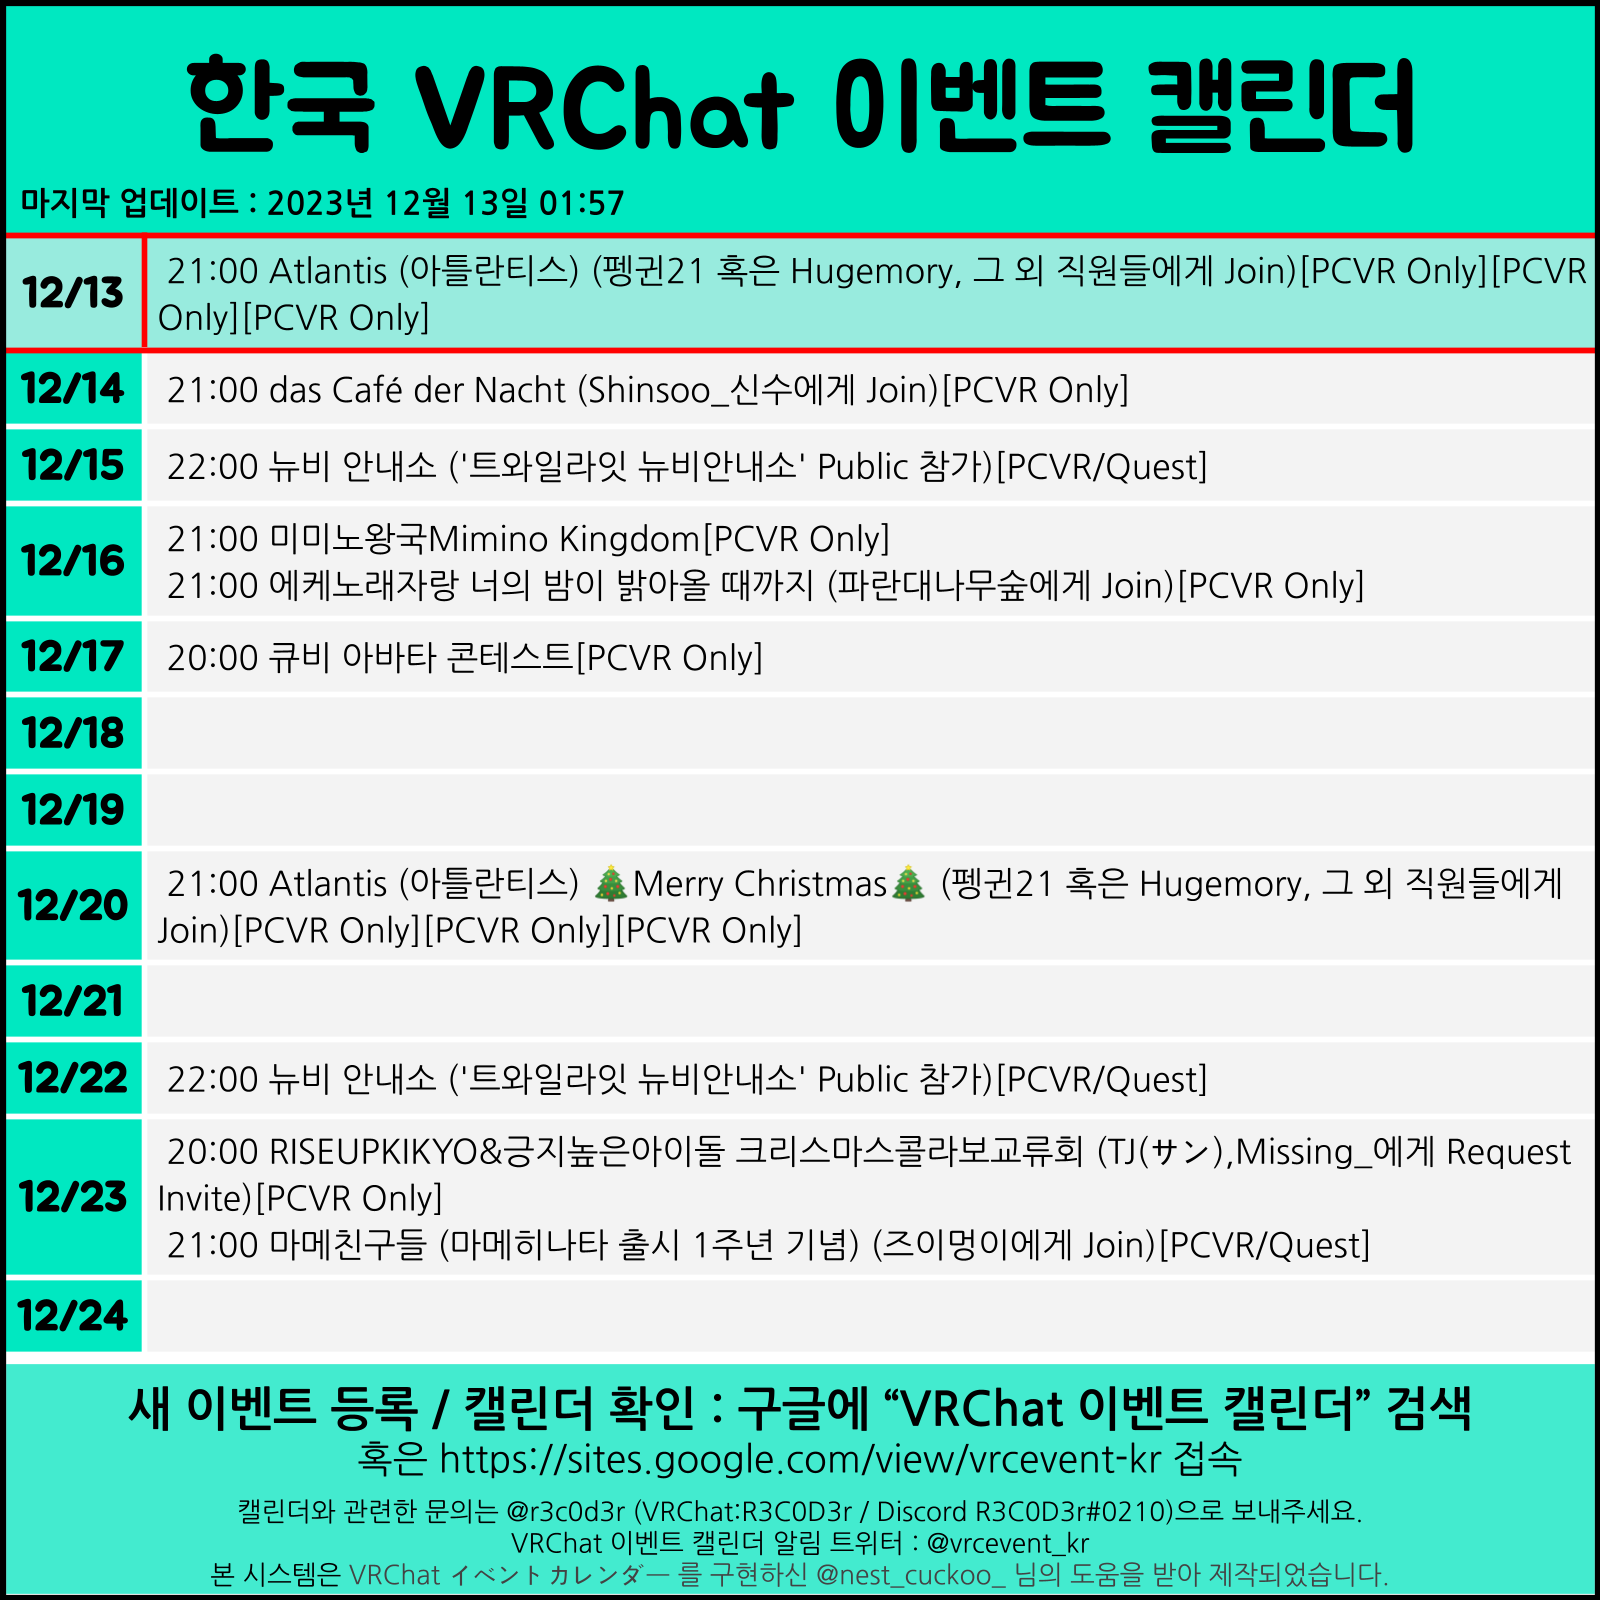 한국 VRChat 이벤트 캘린더
마지막 업데이트 : 2023년 12월 13일 01:57
12/13
21:00 Atlantis (아틀란티스) (펭귄21 혹은 Hugemory, 그 외 직원들에게 Join)[PCVR Only][PCVR
Only][PCVR Only]
12/14
21:00 das Café der Nacht (Shinsoo_신수에게 Join)[PCVR Only]
12/15
22:00 뉴비 안내소 ('트와일라잇 뉴비안내소' Public 참가)[PCVR/Quest]
12/16
21:00 미미노왕국Mimino Kingdom[PCVR Only]
21:00 에케노래자랑 너의 밤이 밝아올 때까지 (파란대나무숲에게 Join)[PCVR Only]
12/17
20:00 큐비 아바타 콘테스트[PCVR Only]
12/18
12/19
12/20
21:00 Atlantis (아틀란티스) 🎄Merry Christmas🎄 (펭귄21 혹은 Hugemory, 그 외 직원들에게
Join)[PCVR Only][PCVR Only][PCVR Only]
12/21
12/22
22:00 뉴비 안내소 ('트와일라잇 뉴비안내소' Public 참가)[PCVR/Quest]
12/23
20:00 RISEUPKIKYO&긍지높은아이돌 크리스마스콜라보교류회 (TJ(サン),Missing_에게 Request
Invite)[PCVR Only]
21:00 마메친구들 (마메히나타 출시 1주년 기념) (즈이멍이에게 Join)[PCVR/Quest]
12/24
새 이벤트 등록 / 캘린더 확인 : 구글에 “VRChat 이벤트 캘린더” 검색
혹은 https://sites.google.com/view/vrcevent-kr 접속
캘린더와 관련한 문의는 @r3c0d3r (VRChat:R3C0D3r / Discord R3C0D3r#0210)으로 보내주세요.
VRChat 이벤트 캘린더 알림 트위터 : @vrcevent_kr
본 시스템은 VRChat イベントカレンダー 를 구현하신 @nest_cuckoo_ 님의 도움을 받아 제작되었습니다.